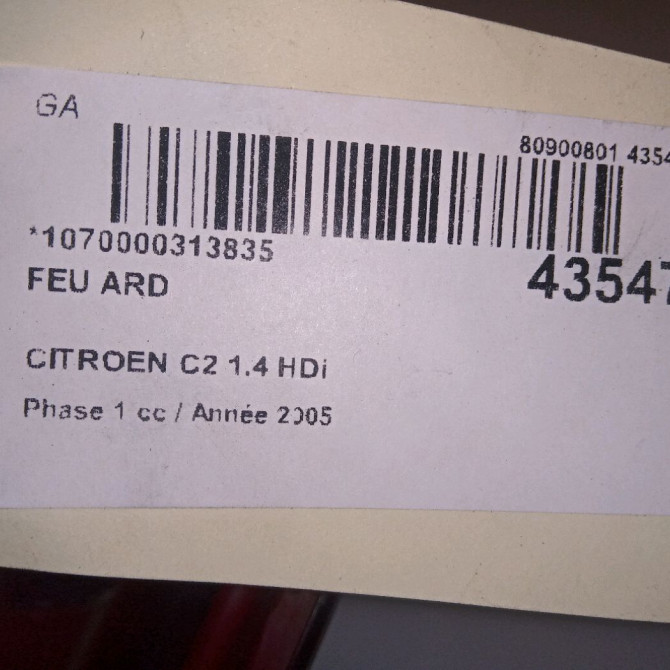 GA
80900801 4354
*1070000313835
43547
FEU ARD
CITROEN C2 1.4 HDi
Phase 1 cc / Année 2005